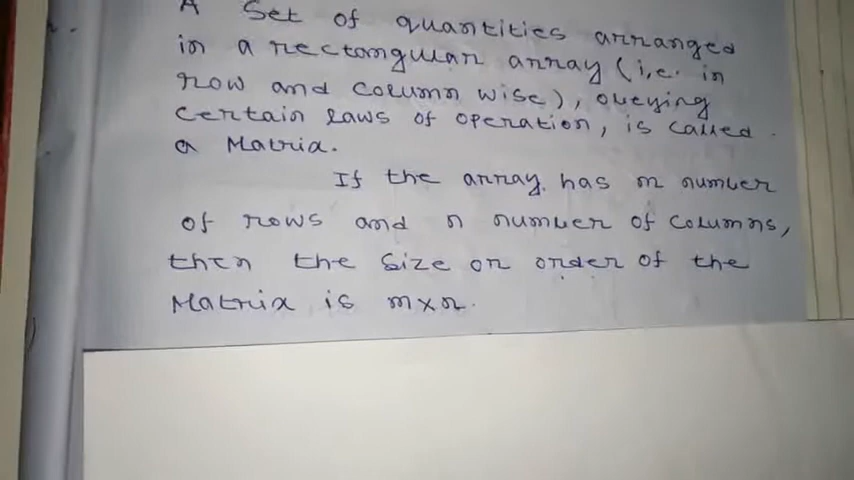 A Set of quantities arranged
in a rectangular array (i.e. in
row and column wise), obeying
certain laws of operation, is called
a Matrix.
If the array has m number
of rows and n number of columns,
then the size or order of the
Matrix is m×n.